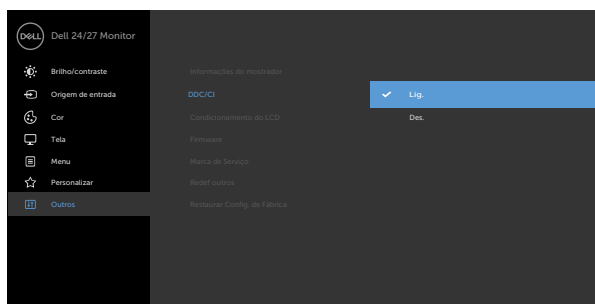 DELL
Dell 24/27 Monitor
Brilho/contraste
Origem de entrada
Cor
Tela
Menu
Personalizar
Outros
Informações do mostrador
DDC/CI
Condicionamento do LCD
Firmware
Marca de Serviço
Redef outros
Restaurar Config. de Fábrica
Lig.
Des.